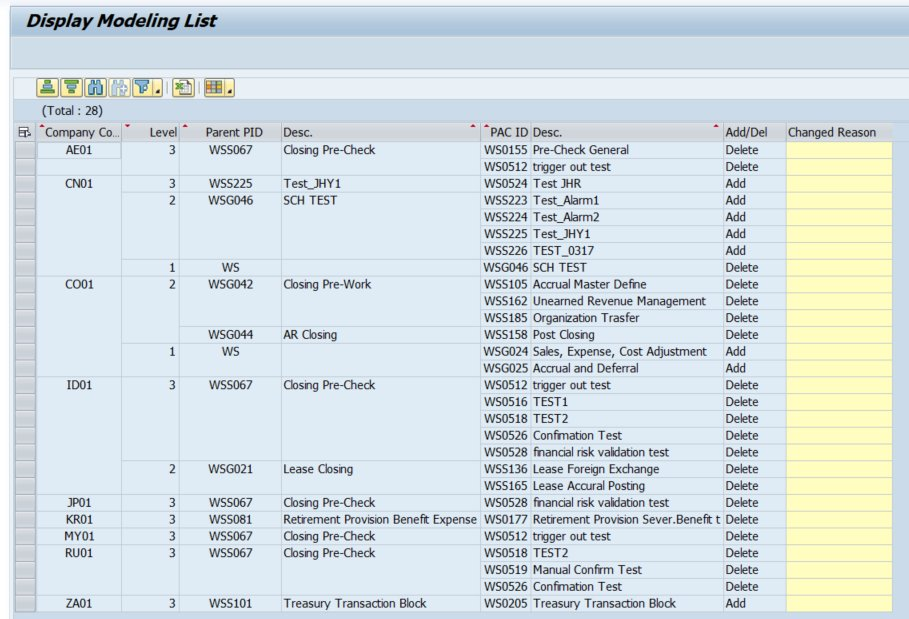 Display Modeling List
(Total : 28)
Company Co... Level Parent PID Desc. PAC ID Desc. Add/Del Changed Reason
AE01 3 WSS067 Closing Pre-Check WS0155 Pre-Check General Delete
WS0512 trigger out test Delete
CN01 3 WSS225 Test_JHY1 WS0524 Test JHR Add
2 WSG046 SCH TEST WSS223 Test_Alarm1 Add
WSS224 Test_Alarm2 Add
WSS225 Test_JHY1 Add
WSS226 TEST_0317 Add
1 WS WSG046 SCH TEST Delete
CO01 2 WSG042 Closing Pre-Work WSS105 Accrual Master Define Delete
WSS162 Unearned Revenue Management Delete
WSS185 Organization Trasfer Delete
WSG044 AR Closing WSS158 Post Closing Delete
1 WS WSG024 Sales, Expense, Cost Adjustment Add
WSG025 Accrual and Deferral Add
ID01 3 WSS067 Closing Pre-Check WS0512 trigger out test Delete
WS0516 TEST1 Delete
WS0518 TEST2 Delete
WS0526 Confimation Test Delete
WS0528 financial risk validation test Delete
2 WSG021 Lease Closing WSS136 Lease Foreign Exchange Delete
WSS165 Lease Accural Posting Delete
JP01 3 WSS067 Closing Pre-Check WS0528 financial risk validation test Delete
KR01 3 WSS081 Retirement Provision Benefit Expense WS0177 Retirement Provision Sever.Benefit t Delete
MY01 3 WSS067 Closing Pre-Check WS0512 trigger out test Delete
RU01 3 WSS067 Closing Pre-Check WS0518 TEST2 Delete
WS0519 Manual Confirm Test Delete
WS0526 Confimation Test Delete
ZA01 3 WSS101 Treasury Transaction Block WS0205 Treasury Transaction Block Add